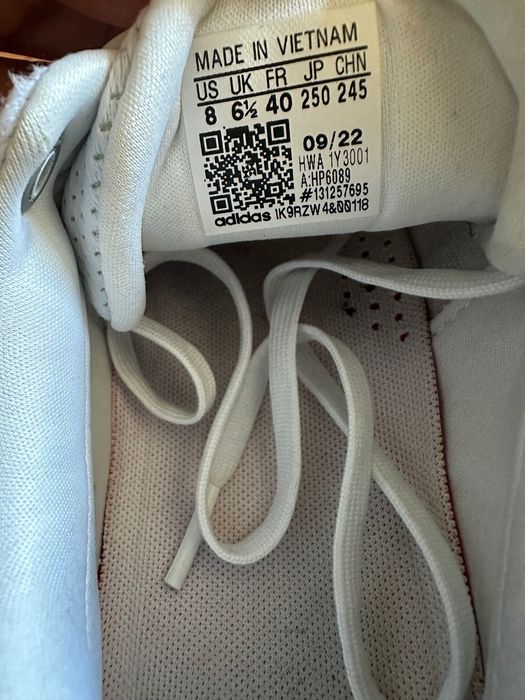 MADE IN VIETNAM
US UK FR JP CHN
8 6½ 40 250 245
09/22
HWA 1Y3001
A:HP6089
#131257695
adidas 1K9RZW4&00118